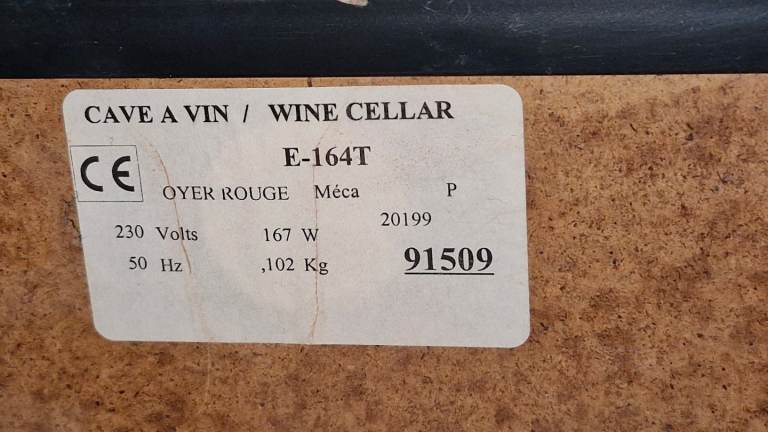 CAVE A VIN / WINE CELLAR
E-164T
CE
OYER ROUGE Méca P
20199
230 Volts 167 W
50 Hz ,102 Kg 91509